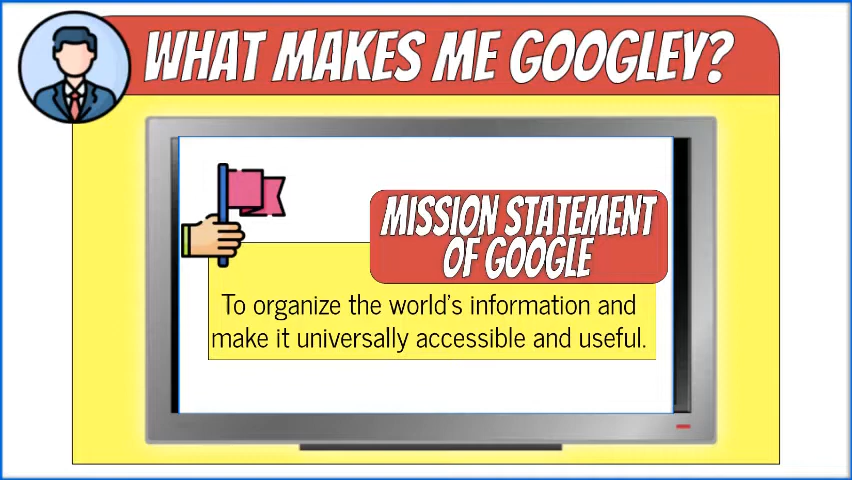 WHAT MAKES ME GOOGLEY?
MISSION STATEMENT
OF GOOGLE
To organize the world's information and
make it universally accessible and useful.